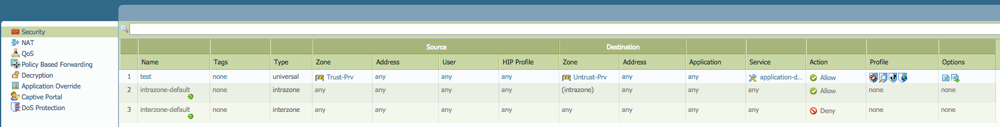 Security
NAT
QoS
Policy Based Forwarding
Decryption
Application Override
Captive Portal
DoS Protection
Source Destination
Name Tags Type Zone Address User HIP Profile Zone Address Application Service Action Profile Options
1 test none universal Trust-Prv any any any Untrust-Prv any any application-d... Allow
2 intrazone-default none intrazone any any any any (intrazone) any any any Allow none none
3 interzone-default none interzone any any any any any any any any Deny none none